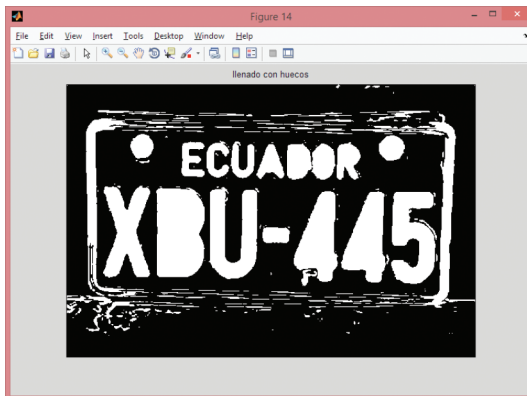 Figure 14
File Edit View Insert Tools Desktop Window Help
llenado con huecos
ECUADOR
XBU-445